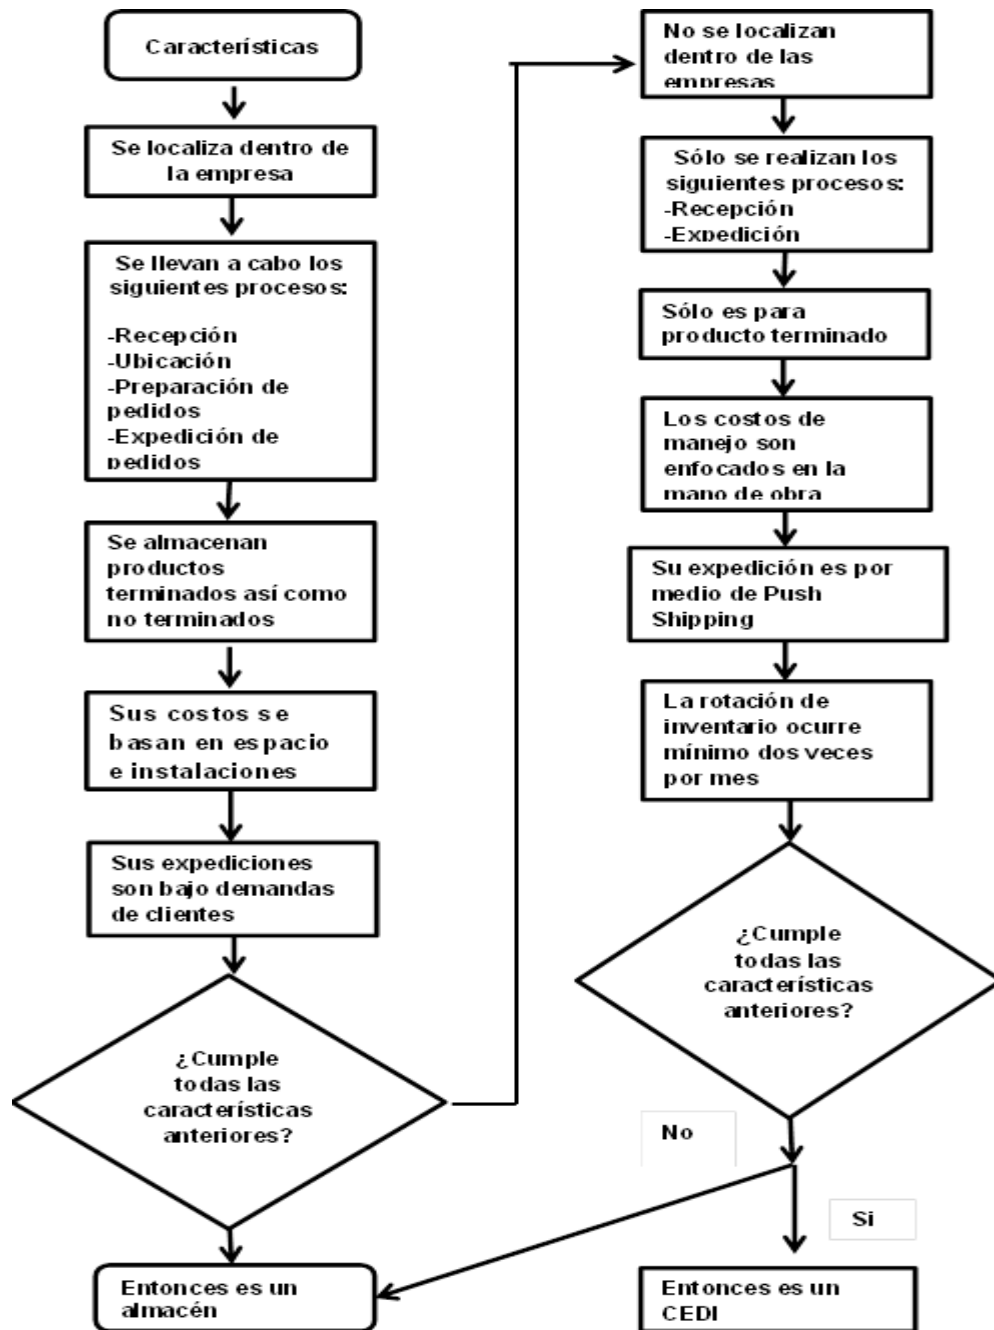 Características
Se localiza dentro de
la empresa
Se llevan a cabo los
siguientes procesos:
-Recepción
-Ubicación
-Preparación de
pedidos
-Expedición de
pedidos
Se almacenan
productos
terminados así como
no terminados
Sus costos se
basan en espacio
e instalaciones
Sus expediciones
son bajo demandas
de clientes
¿Cumple
todas las
características
anteriores?
Entonces es un
almacén
No se localizan
dentro de las
empresas
Sólo se realizan los
siguientes procesos:
-Recepción
-Expedición
Sólo es para
producto terminado
Los costos de
manejo son
enfocados en la
mano de obra
Su expedición es por
medio de Push
Shipping
La rotación de
inventario ocurre
mínimo dos veces
por mes
¿Cumple
todas las
características
anteriores?
No
Si
Entonces es un
CEDI